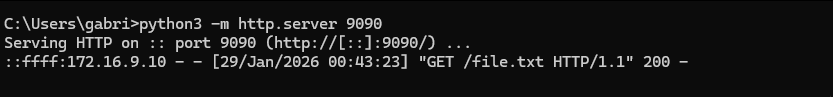 C:\Users\gabri>python3 -m http.server 9090
Serving HTTP on :: port 9090 (http://[::]:9090/) ...
::ffff:172.16.9.10 - - [29/Jan/2026 00:43:23] "GET /file.txt HTTP/1.1" 200 -